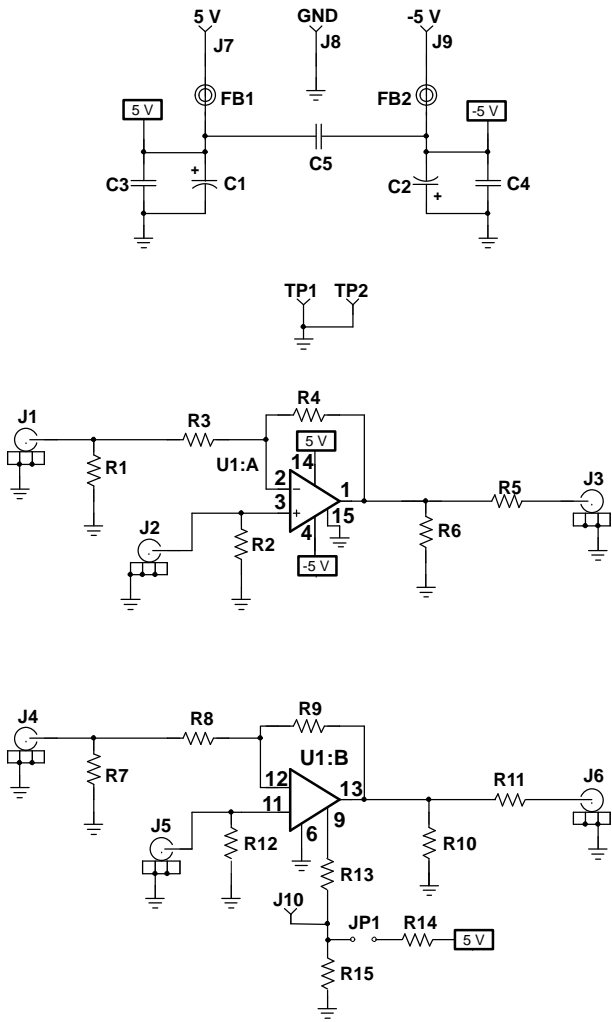 5 V GND -5 V
J7 J8 J9
FB1 FB2
5 V -5 V
+
C3 C1 C5 C2 C4
+
TP1 TP2
J1 R3 R4
5 V
U1:A 14
R1 2 − 1 R5 J3
3 + 15
J2 R2 4 R6
-5 V
J4 R8 R9
U1:B
R7 12 13 R11 J6
11
J5 R12 6 9 R10
R13
J10
JP1 R14 5 V
R15